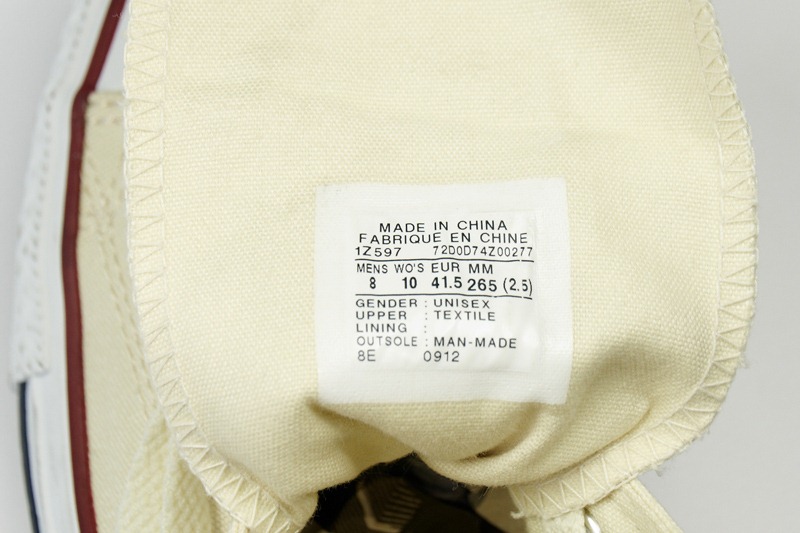 MADE IN CHINA
FABRIQUE EN CHINE
1Z597 72D0D74Z00277
MENS WO'S EUR MM
8 10 41.5 265 (2.5)
GENDER : UNISEX
UPPER : TEXTILE
LINING :
OUTSOLE : MAN-MADE
8E 0912